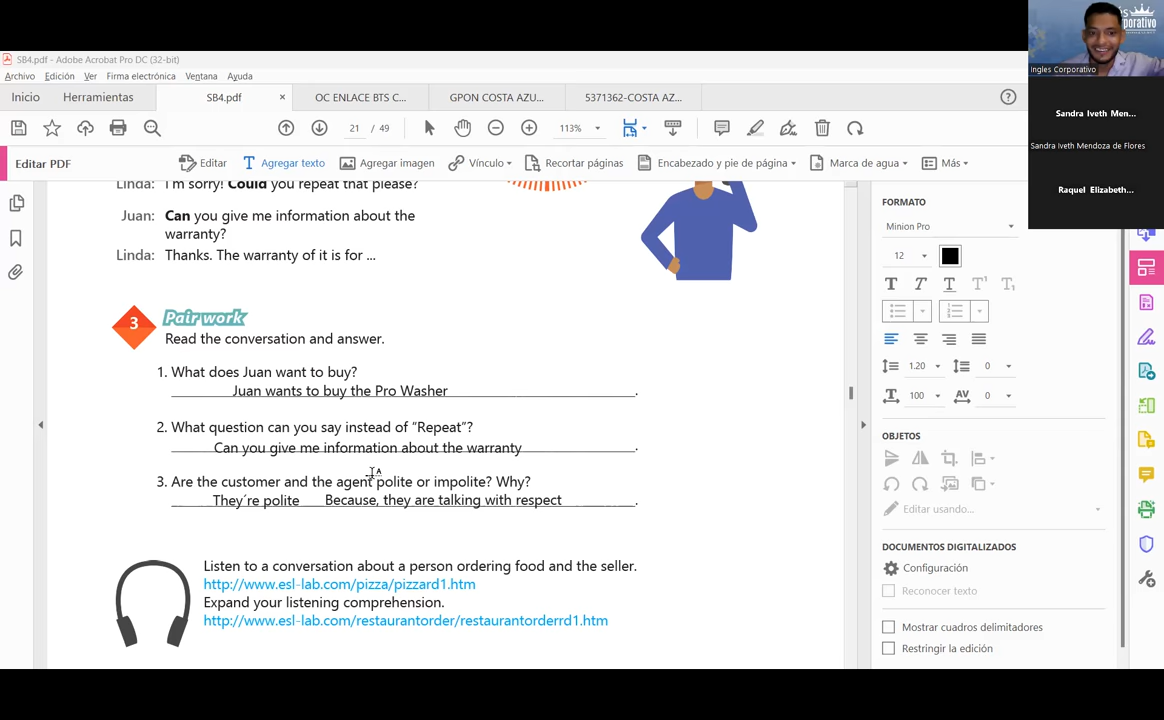 SB4.pdf - Adobe Acrobat Pro DC (32-bit)
Archivo Edición Ver Firma electrónica Ventana Ayuda
Inicio Herramientas SB4.pdf × OC ENLACE BTS C... GPON COSTA AZU... 5371362-COSTA AZ...
21 / 49 113%
Editar PDF Editar Agregar texto Agregar imagen Vínculo Recortar páginas Encabezado y pie de página Marca de agua Más
Linda: I'm sorry! Could you repeat that please?
Juan: Can you give me information about the
warranty?
Linda: Thanks. The warranty of it is for ...
3 Pair work
Read the conversation and answer.
1. What does Juan want to buy?
Juan wants to buy the Pro Washer.
2. What question can you say instead of “Repeat”?
Can you give me information about the warranty.
3. Are the customer and the agent polite or impolite? Why?
They´re polite Because, they are talking with respect.
Listen to a conversation about a person ordering food and the seller.
http://www.esl-lab.com/pizza/pizzard1.htm
Expand your listening comprehension.
http://www.esl-lab.com/restaurantorder/restaurantorderrd1.htm
FORMATO
Minion Pro
12
T T T T¹ T₁
1.20 0
T 100 AV 0
OBJETOS
Editar usando...
DOCUMENTOS DIGITALIZADOS
Configuración
Reconocer texto
Mostrar cuadros delimitadores
Restringir la edición
Ingles Corporativo
Sandra Iveth Men...
Sandra Iveth Mendoza de Flores
Raquel Elizabeth...